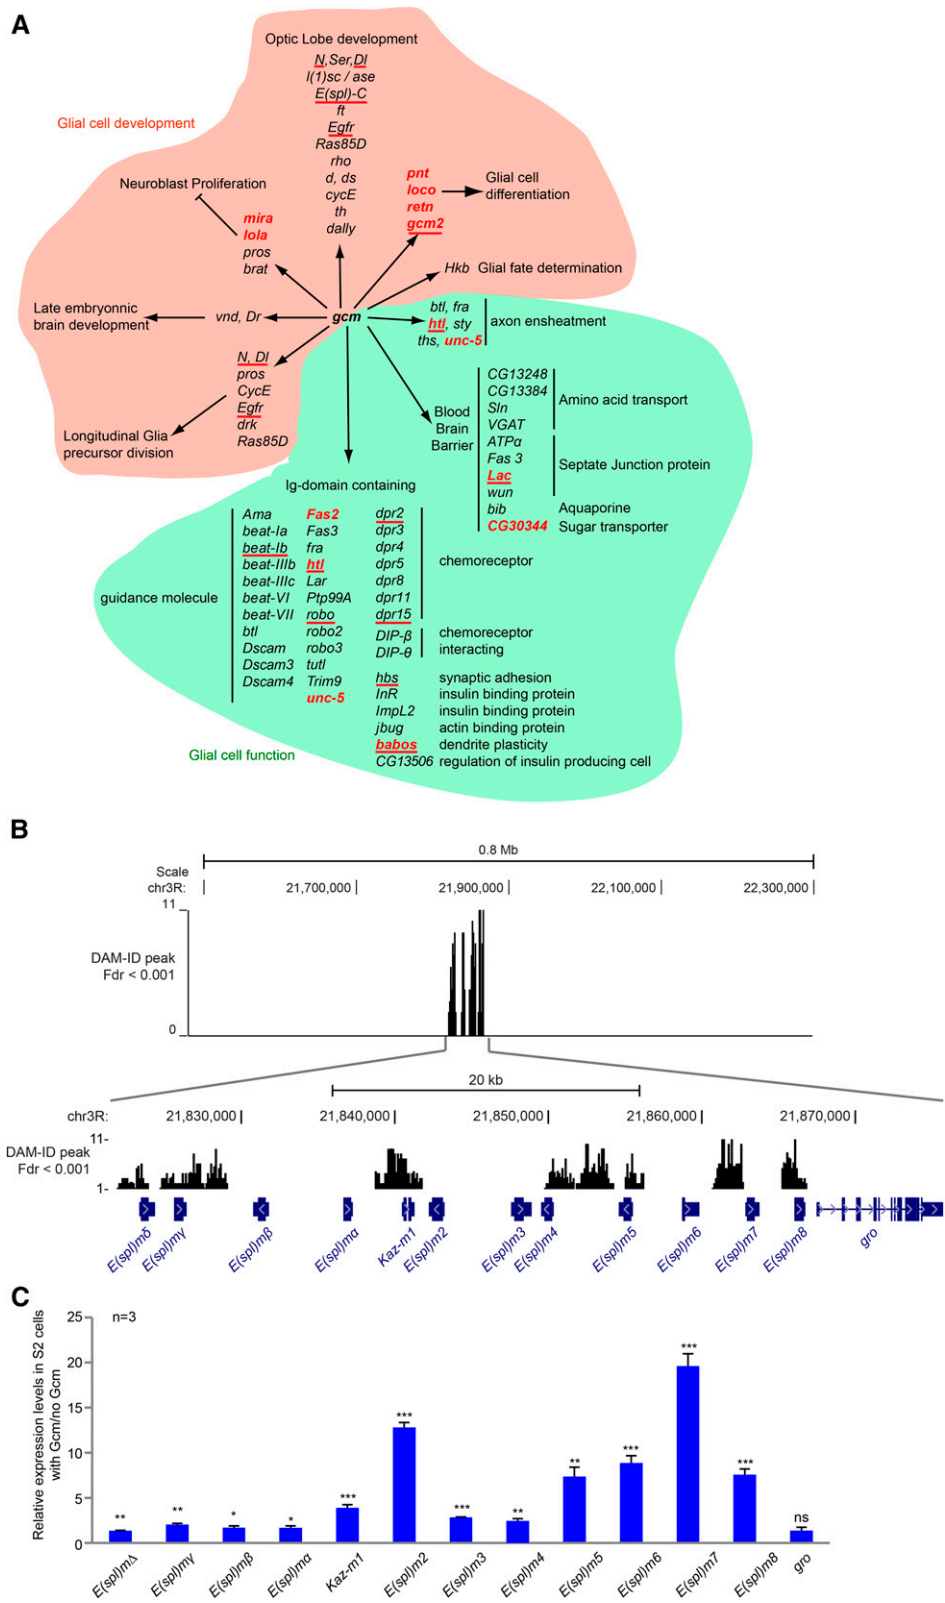 A
Optic Lobe development
N,Ser,Dl
l(1)sc / ase
E(spl)-C
ft
Egfr
Ras85D
rho
d, ds
cycE
th
dally
Glial cell development
Neuroblast Proliferation
mira
lola
pros
brat
pnt
loco
retn
gcm2
Glial cell
differentiation
Hkb Glial fate determination
Late embryonnic
brain development
vnd, Dr
gcm
btl, fra
htl, sty
ths, unc-5
axon ensheatment
N, Dl
pros
CycE
Egfr
drk
Ras85D
Longitudinal Glia
precursor division
Blood
Brain
Barrier
CG13248
CG13384
Sln
VGAT
Amino acid transport
ATPα
Fas 3
Lac
wun
Septate Junction protein
bib Aquaporine
CG30344 Sugar transporter
Ig-domain containing
guidance molecule
Ama
beat-Ia
beat-Ib
beat-IIIb
beat-IIIc
beat-VI
beat-VII
btl
Dscam
Dscam3
Dscam4
Fas2
Fas3
fra
htl
Lar
Ptp99A
robo
robo2
robo3
tutl
Trim9
unc-5
dpr2
dpr3
dpr4
dpr5
dpr8
dpr11
dpr15
chemoreceptor
DIP-β
DIP-θ
chemoreceptor
interacting
hbs synaptic adhesion
InR insulin binding protein
ImpL2 insulin binding protein
jbug actin binding protein
babos dendrite plasticity
CG13506 regulation of insulin producing cell
Glial cell function
B
0.8 Mb
Scale
chr3R: 21,700,000 21,900,000 22,100,000 22,300,000
11
DAM-ID peak
Fdr < 0.001
0
20 kb
chr3R: 21,830,000 21,840,000 21,850,000 21,860,000 21,870,000
11-
DAM-ID peak
Fdr < 0.001
1-
E(spl)mδ E(spl)mγ E(spl)mβ E(spl)mα Kaz-m1 E(spl)m2 E(spl)m3 E(spl)m4 E(spl)m5 E(spl)m6 E(spl)m7 E(spl)m8 gro
C
Relative expression levels in S2 cells
with Gcm/no Gcm
25
20
15
10
5
0
n=3
** ** * * *** *** *** ** ** *** *** *** ns
E(spl)mΔ E(spl)mγ E(spl)mβ E(spl)mα Kaz-m1 E(spl)m2 E(spl)m3 E(spl)m4 E(spl)m5 E(spl)m6 E(spl)m7 E(spl)m8 gro